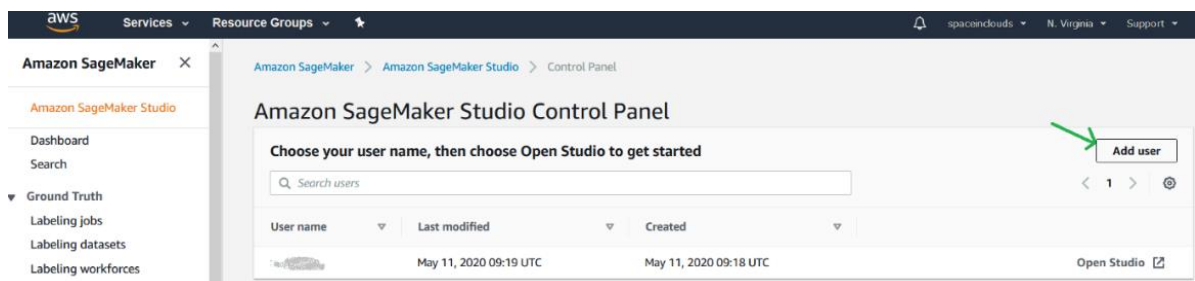 aws Services Resource Groups spaceinclouds N. Virginia Support
Amazon SageMaker X
Amazon SageMaker Studio
Dashboard
Search
Ground Truth
Labeling jobs
Labeling datasets
Labeling workforces
Amazon SageMaker > Amazon SageMaker Studio > Control Panel
Amazon SageMaker Studio Control Panel
Choose your user name, then choose Open Studio to get started
Add user
Search users
< 1 >
User name Last modified Created
May 11, 2020 09:19 UTC May 11, 2020 09:18 UTC Open Studio